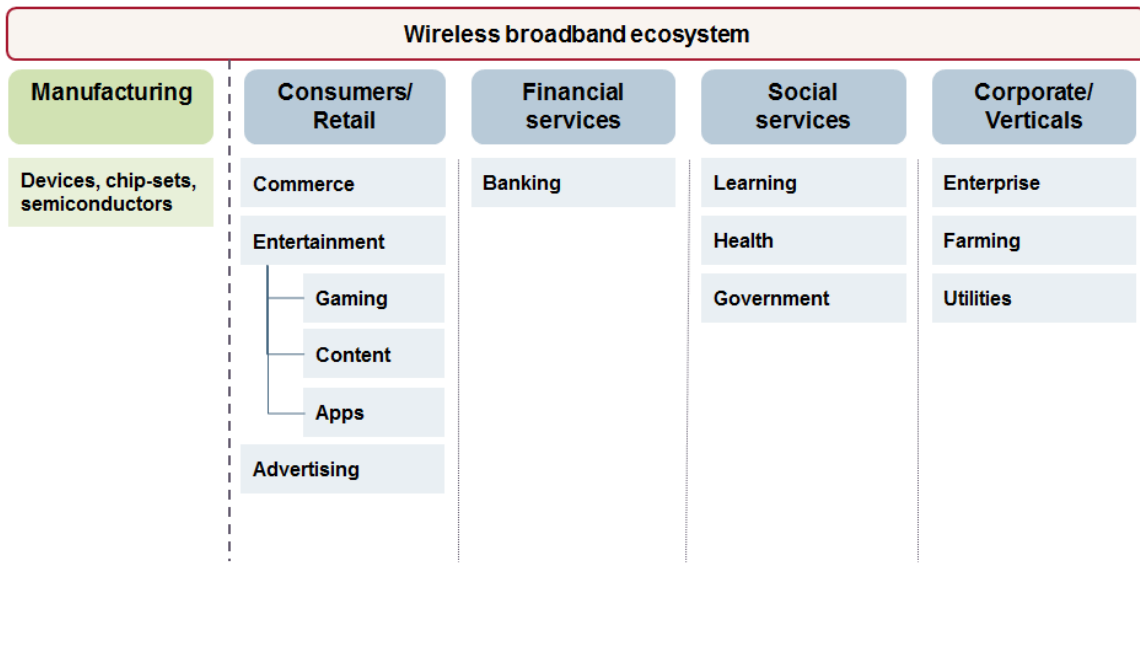 Wireless broadband ecosystem
Manufacturing
Devices, chip-sets,
semiconductors
Consumers/
Retail
Commerce
Entertainment
Gaming
Content
Apps
Advertising
Financial
services
Banking
Social
services
Learning
Health
Government
Corporate/
Verticals
Enterprise
Farming
Utilities